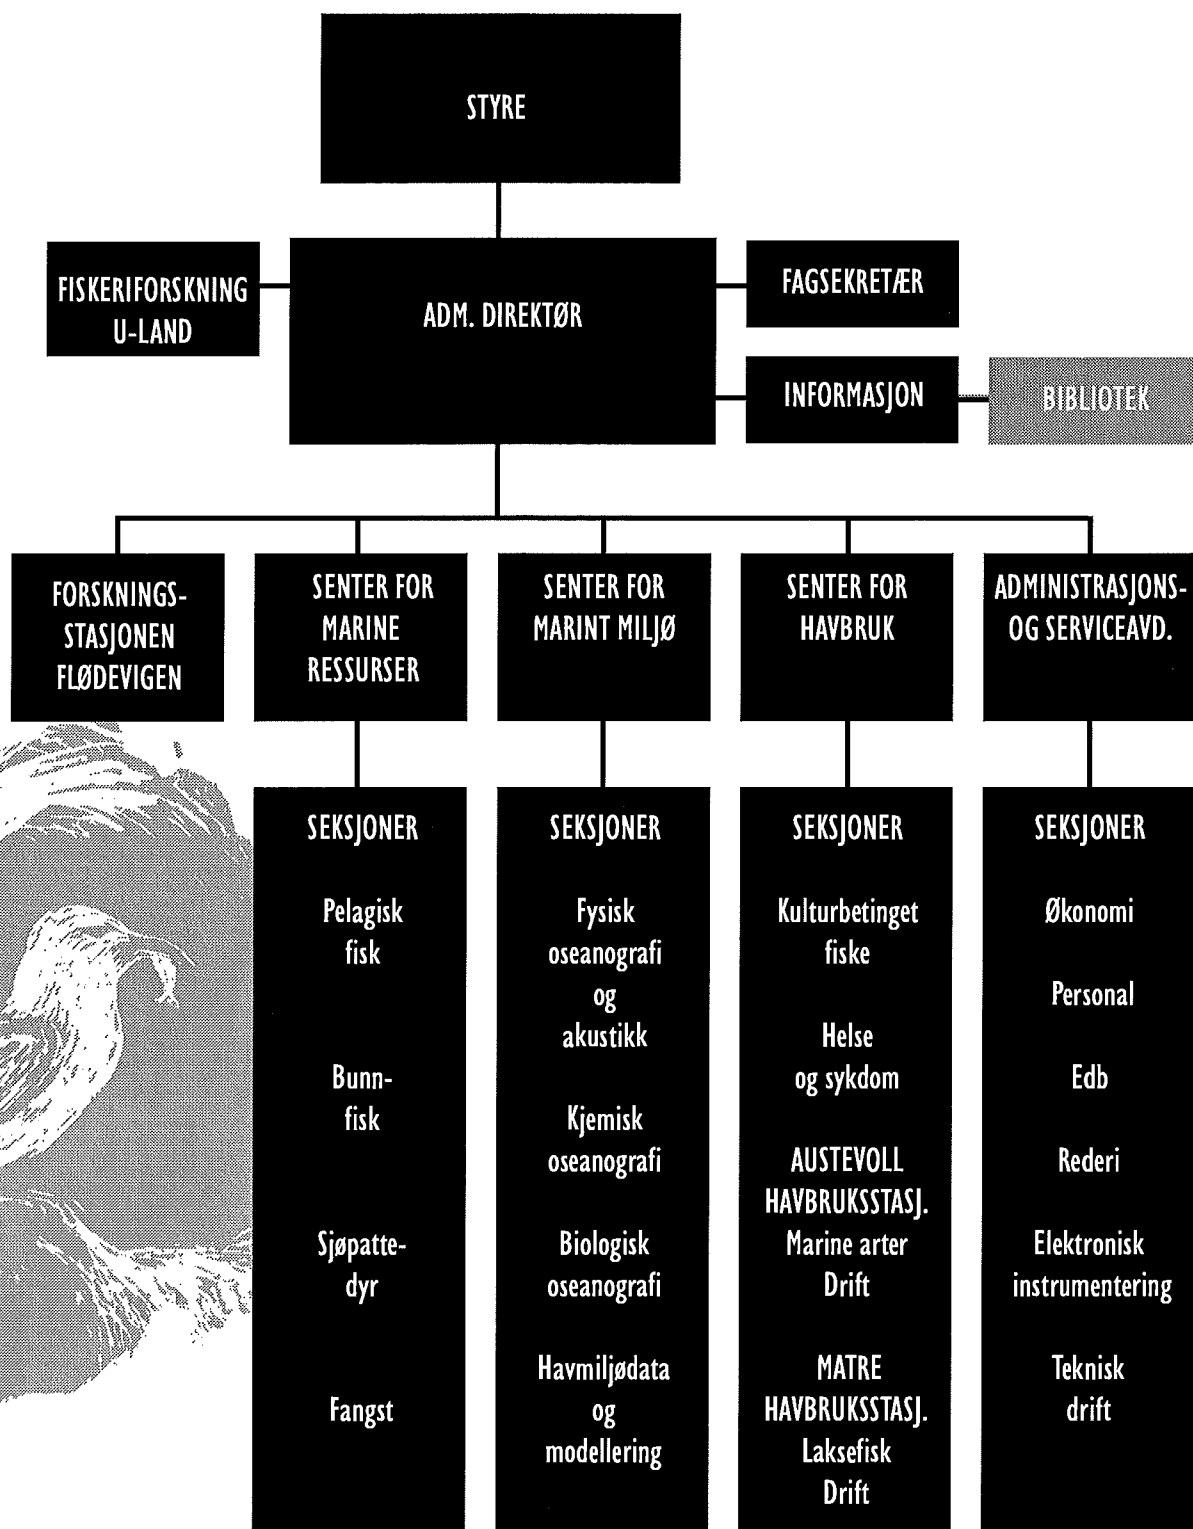 STYRE
FISKERIFORSKNING
U-LAND
ADM. DIREKTØR
FAGSEKRETÆR
INFORMASJON
BIBLIOTEK
FORSKNINGS-
STASJONEN
FLØDEVIGEN
SENTER FOR
MARINE
RESSURSER
SENTER FOR
MARINT MILJØ
SENTER FOR
HAVBRUK
ADMINISTRASJONS-
OG SERVICEAVD.
SEKSJONER
Pelagisk
fisk
Bunn-
fisk
Sjøpatte-
dyr
Fangst
SEKSJONER
Fysisk
oseanografi
og
akustikk
Kjemisk
oseanografi
Biologisk
oseanografi
Havmiljødata
og
modellering
SEKSJONER
Kulturbetinget
fiske
Helse
og sykdom
AUSTEVOLL
HAVBRUKSSTASJ.
Marine arter
Drift
MATRE
HAVBRUKSSTASJ.
Laksefisk
Drift
SEKSJONER
Økonomi
Personal
Edb
Rederi
Elektronisk
instrumentering
Teknisk
drift